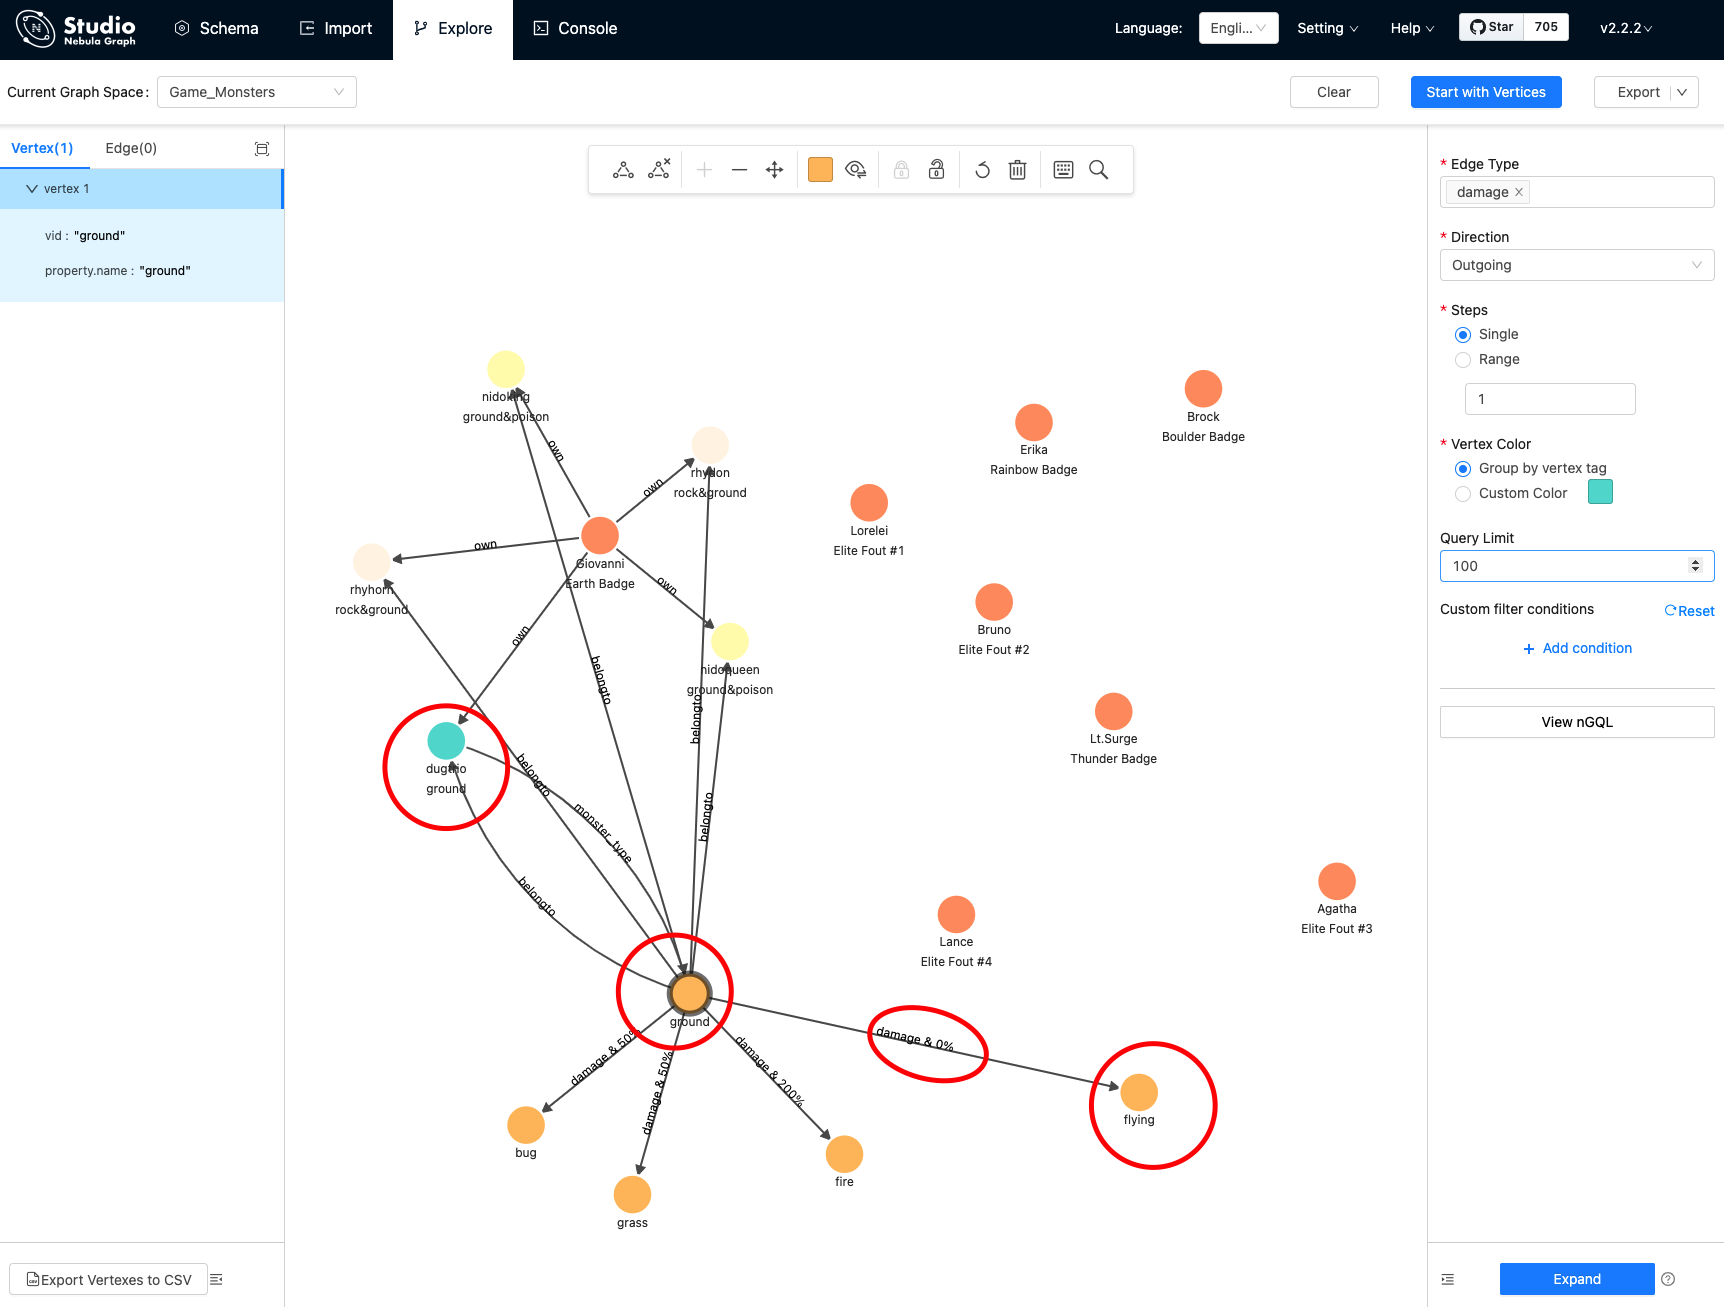 Studio
Nebula Graph
Schema
Import
Explore
Console
Language:
Engli...
Setting
Help
Star
705
v2.2.2
Current Graph Space:
Game_Monsters
Clear
Start with Vertices
Export
Vertex(1)
Edge(0)
vertex 1
vid : "ground"
property.name : "ground"
nidoking
ground&poison
rhydon
rock&ground
own
own
own
Giovanni
Earth Badge
own
own
rhyhorn
rock&ground
nidoqueen
ground&poison
belongto
belongto
belongto
belongto
belongto
monster_type
dugtrio
ground
ground
damage & 50%
damage & 50%
damage & 200%
damage & 0%
bug
grass
fire
flying
Brock
Boulder Badge
Erika
Rainbow Badge
Lorelei
Elite Fout #1
Bruno
Elite Fout #2
Lt.Surge
Thunder Badge
Agatha
Elite Fout #3
Lance
Elite Fout #4
* Edge Type
damage
* Direction
Outgoing
* Steps
Single
Range
1
* Vertex Color
Group by vertex tag
Custom Color
Query Limit
100
Custom filter conditions
Reset
+ Add condition
View nGQL
Export Vertexes to CSV
Expand